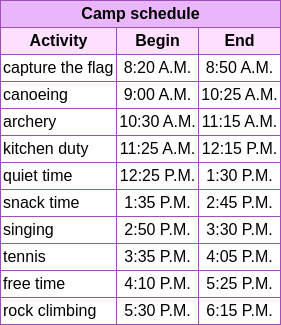 Camp schedule
Activity Begin End
capture the flag 8:20 A.M. 8:50 A.M.
canoeing 9:00 A.M. 10:25 A.M.
archery 10:30 A.M. 11:15 A.M.
kitchen duty 11:25 A.M. 12:15 P.M.
quiet time 12:25 P.M. 1:30 P.M.
snack time 1:35 P.M. 2:45 P.M.
singing 2:50 P.M. 3:30 P.M.
tennis 3:35 P.M. 4:05 P.M.
free time 4:10 P.M. 5:25 P.M.
rock climbing 5:30 P.M. 6:15 P.M.